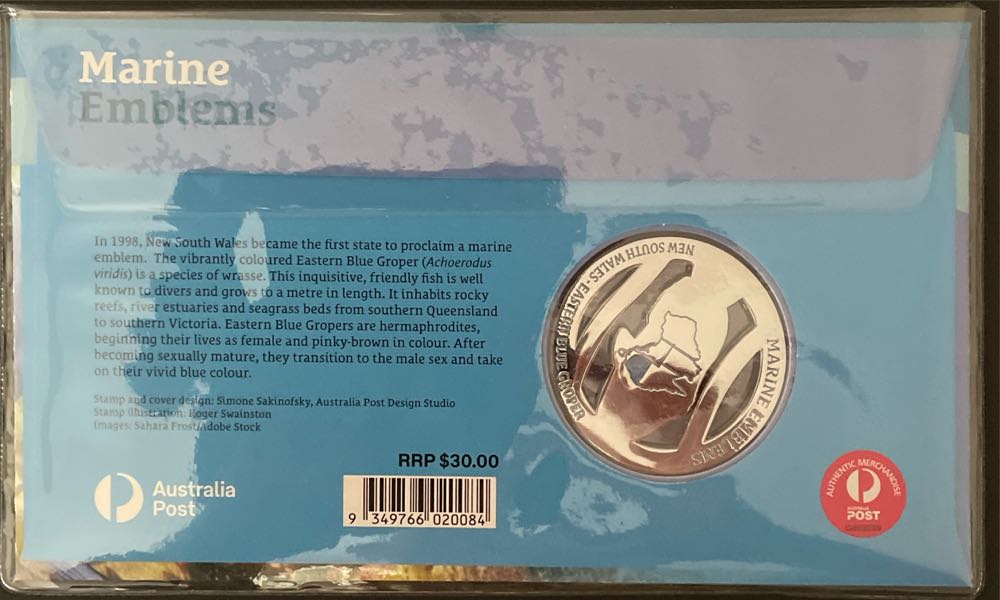 Marine
Emblems
In 1998, New South Wales became the first state to proclaim a marine
emblem. The vibrantly coloured Eastern Blue Groper (Achoerodus
viridis) is a species of wrasse. This inquisitive, friendly fish is well
known to divers and grows to a metre in length. It inhabits rocky
reefs, river estuaries and seagrass beds from southern Queensland
to southern Victoria. Eastern Blue Gropers are hermaphrodites,
beginning their lives as female and pinky-brown in colour. After
becoming sexually mature, they transition to the male sex and take
on their vivid blue colour.
Stamp and cover design: Simone Sakinofsky, Australia Post Design Studio
Stamp illustration: Roger Swainston
Images: Sahara Frost/Adobe Stock
Australia
Post
RRP $30.00
9 349766 020084
NEW SOUTH WALES - EASTERN BLUE GROPER
MARINE EMBLEMS
AUTHENTIC MERCHANDISE
AUSTRALIA
POST